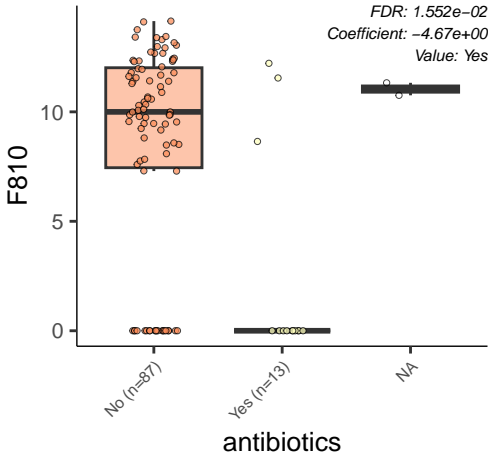 FDR: 1.552e−02
Coefficient: −4.67e+00
Value: Yes
F810
10
5
0
No (n=87)
Yes (n=13)
NA
antibiotics